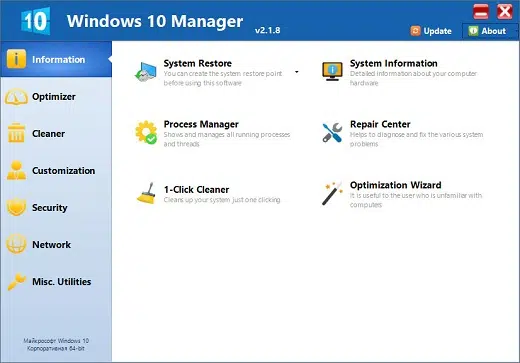 10
Windows 10 Manager
v2.1.8
Update
About
Information
Optimizer
Cleaner
Customization
Security
Network
Misc. Utilities
Майкрософт Windows 10
Корпоративная 64-bit
System Restore
You can create the system restore point
before using this software
System Information
Detailed information about your computer
hardware
Process Manager
Shows and manages all running processes
and threads
Repair Center
Helps to diagnose and fix the various system
problems
1-Click Cleaner
Cleans up your system just one clicking.
Optimization Wizard
It is useful to the user who is unfamiliar with
computers